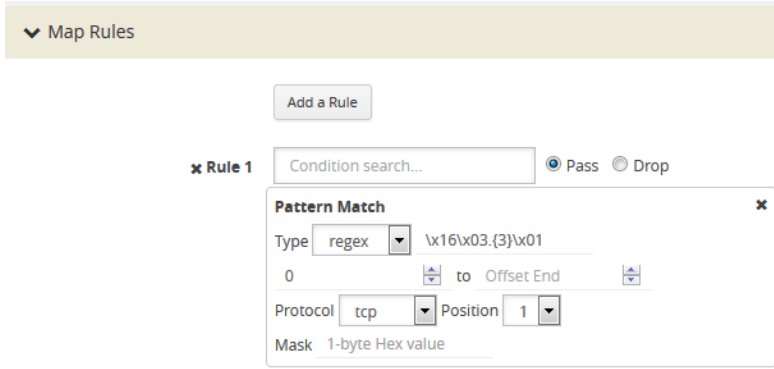 Map Rules
Add a Rule
Rule 1 Condition search... Pass Drop
Pattern Match
Type regex \x16\x03.{3}\x01
0 to Offset End
Protocol tcp Position 1
Mask 1-byte Hex value